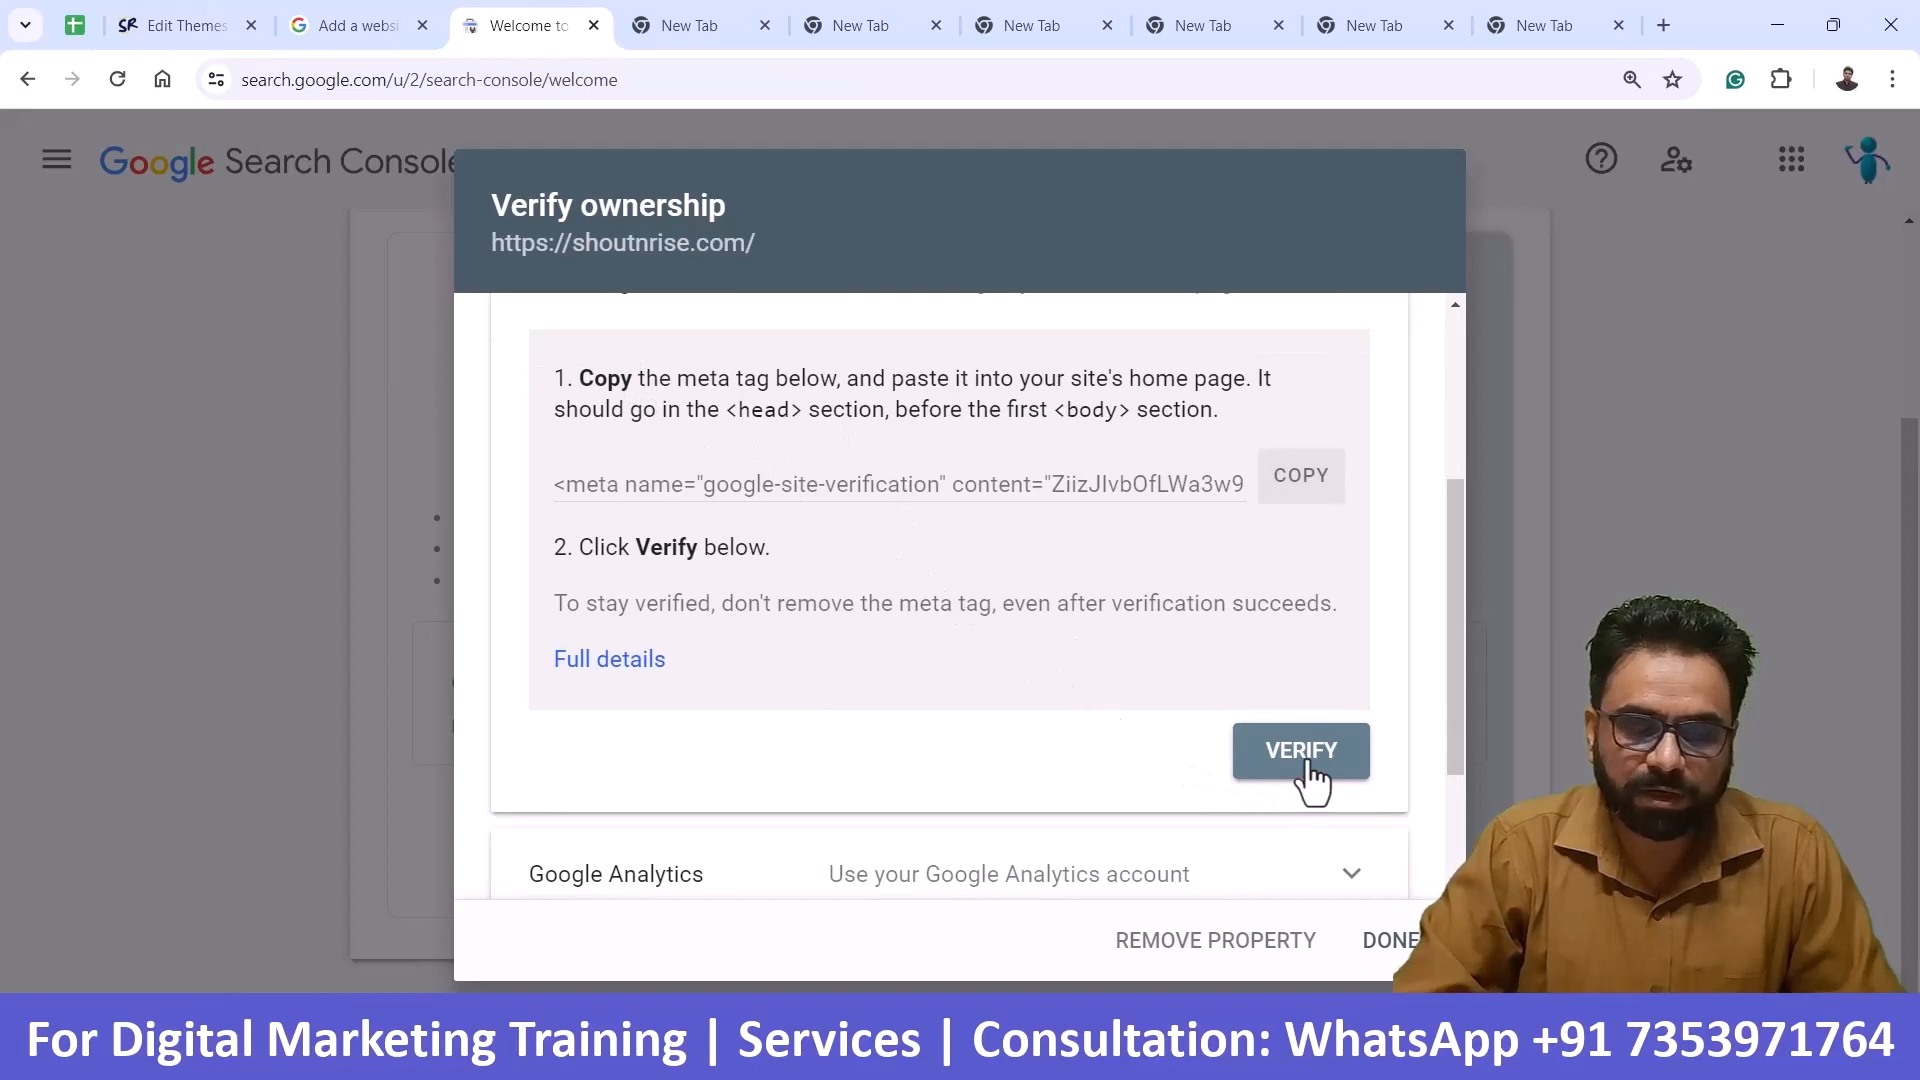 Edit Themes
Add a websi
Welcome to
New Tab
New Tab
New Tab
New Tab
New Tab
New Tab
search.google.com/u/2/search-console/welcome
Google Search Console
Verify ownership
https://shoutnrise.com/
1. Copy the meta tag below, and paste it into your site's home page. It
should go in the <head> section, before the first <body> section.
<meta name="google-site-verification" content="ZiizJIvbOfLWa3w9
COPY
2. Click Verify below.
To stay verified, don't remove the meta tag, even after verification succeeds.
Full details
VERIFY
Google Analytics
Use your Google Analytics account
REMOVE PROPERTY
DONE
For Digital Marketing Training | Services | Consultation: WhatsApp +91 7353971764